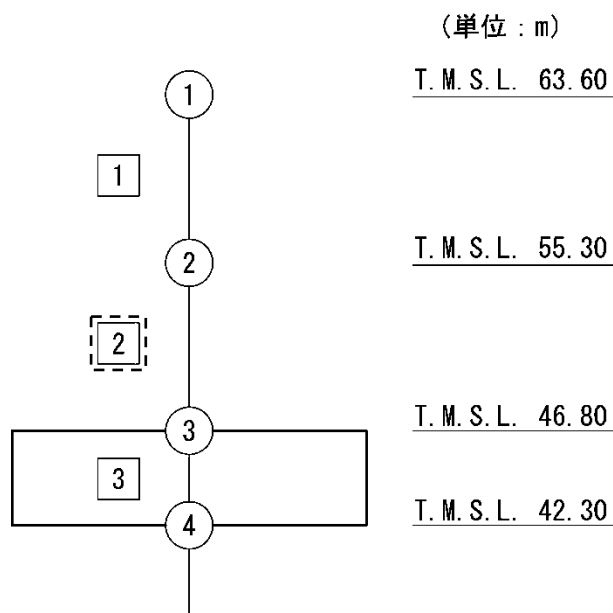 (単位:m)
① T.M.S.L. 63.60
1
② T.M.S.L. 55.30
2
③ T.M.S.L. 46.80
3
④ T.M.S.L. 42.30